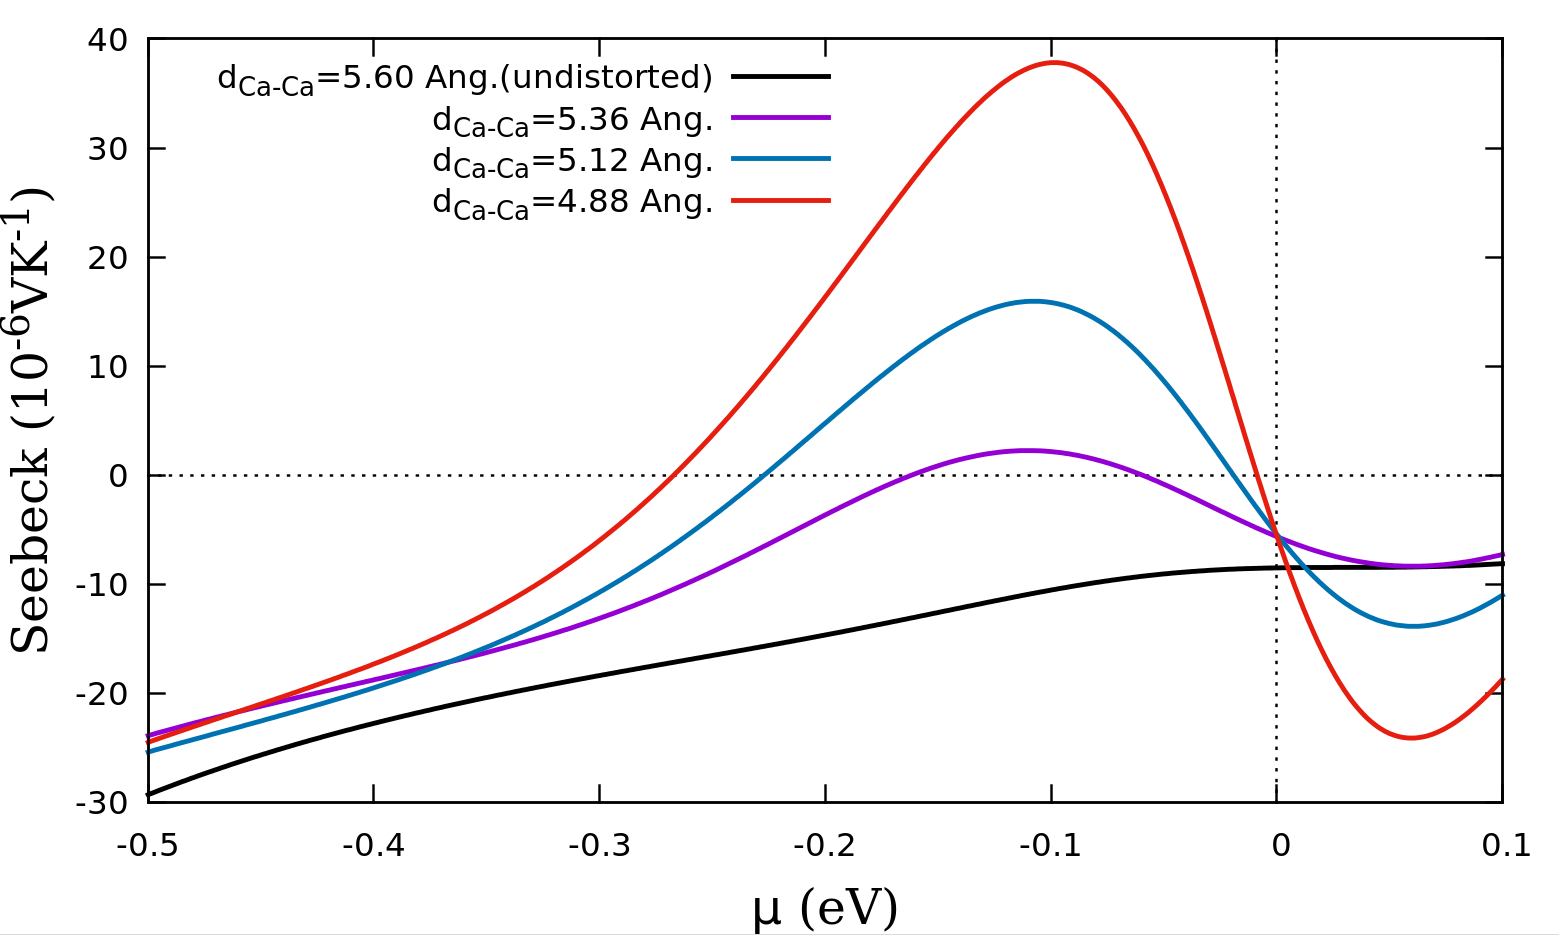 40
30
20
10
0
-10
-20
-30
Seebeck (10-6VK-1)
dCa-Ca=5.60 Ang.(undistorted)
dCa-Ca=5.36 Ang.
dCa-Ca=5.12 Ang.
dCa-Ca=4.88 Ang.
-0.5 -0.4 -0.3 -0.2 -0.1 0 0.1
μ (eV)